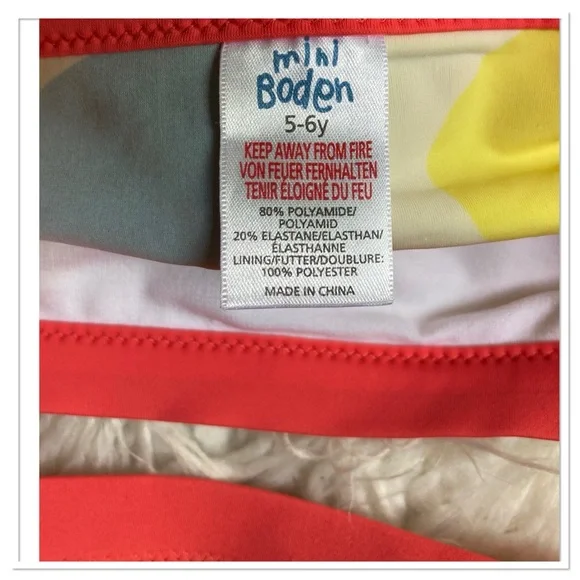 mini
Boden
5-6y
KEEP AWAY FROM FIRE
VON FEUER FERNHALTEN
TENIR ÉLOIGNÉ DU FEU
80% POLYAMIDE/
POLYAMID
20% ELASTANE/ELASTHAN/
ÉLASTHANNE
LINING/FUTTER/DOUBLURE:
100% POLYESTER
MADE IN CHINA